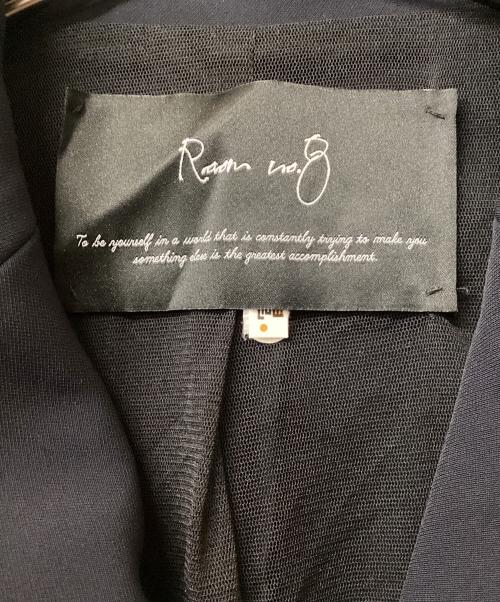 Room no.8
To be yourself in a world that is constantly trying to make you
something else is the greatest accomplishment.